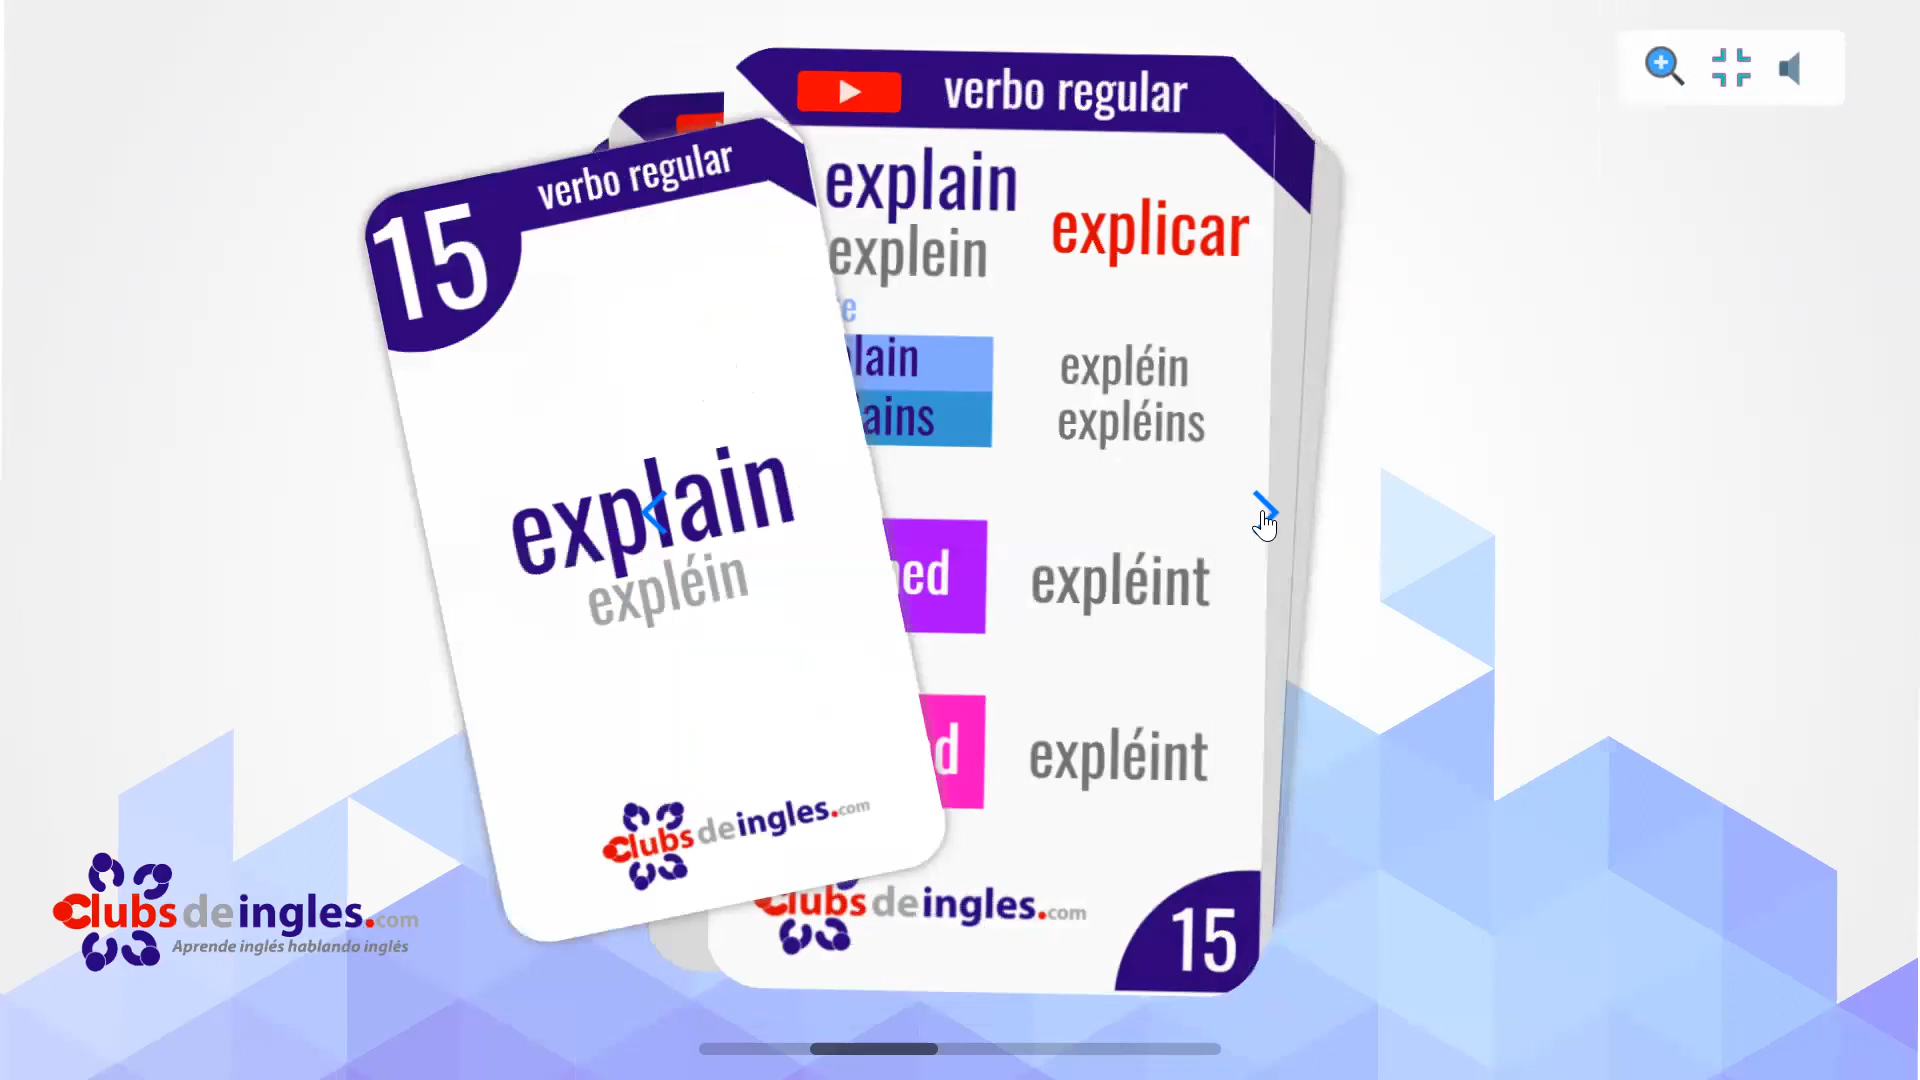 verbo regular
15
explain
expléin
Clubsdeingles.com
verbo regular
explain
explicar
explein
lain
expléin
ains
expléins
ed
expléint
d
expléint
Clubsdeingles.com
15
Clubsdeingles.com
Aprende inglés hablando inglés